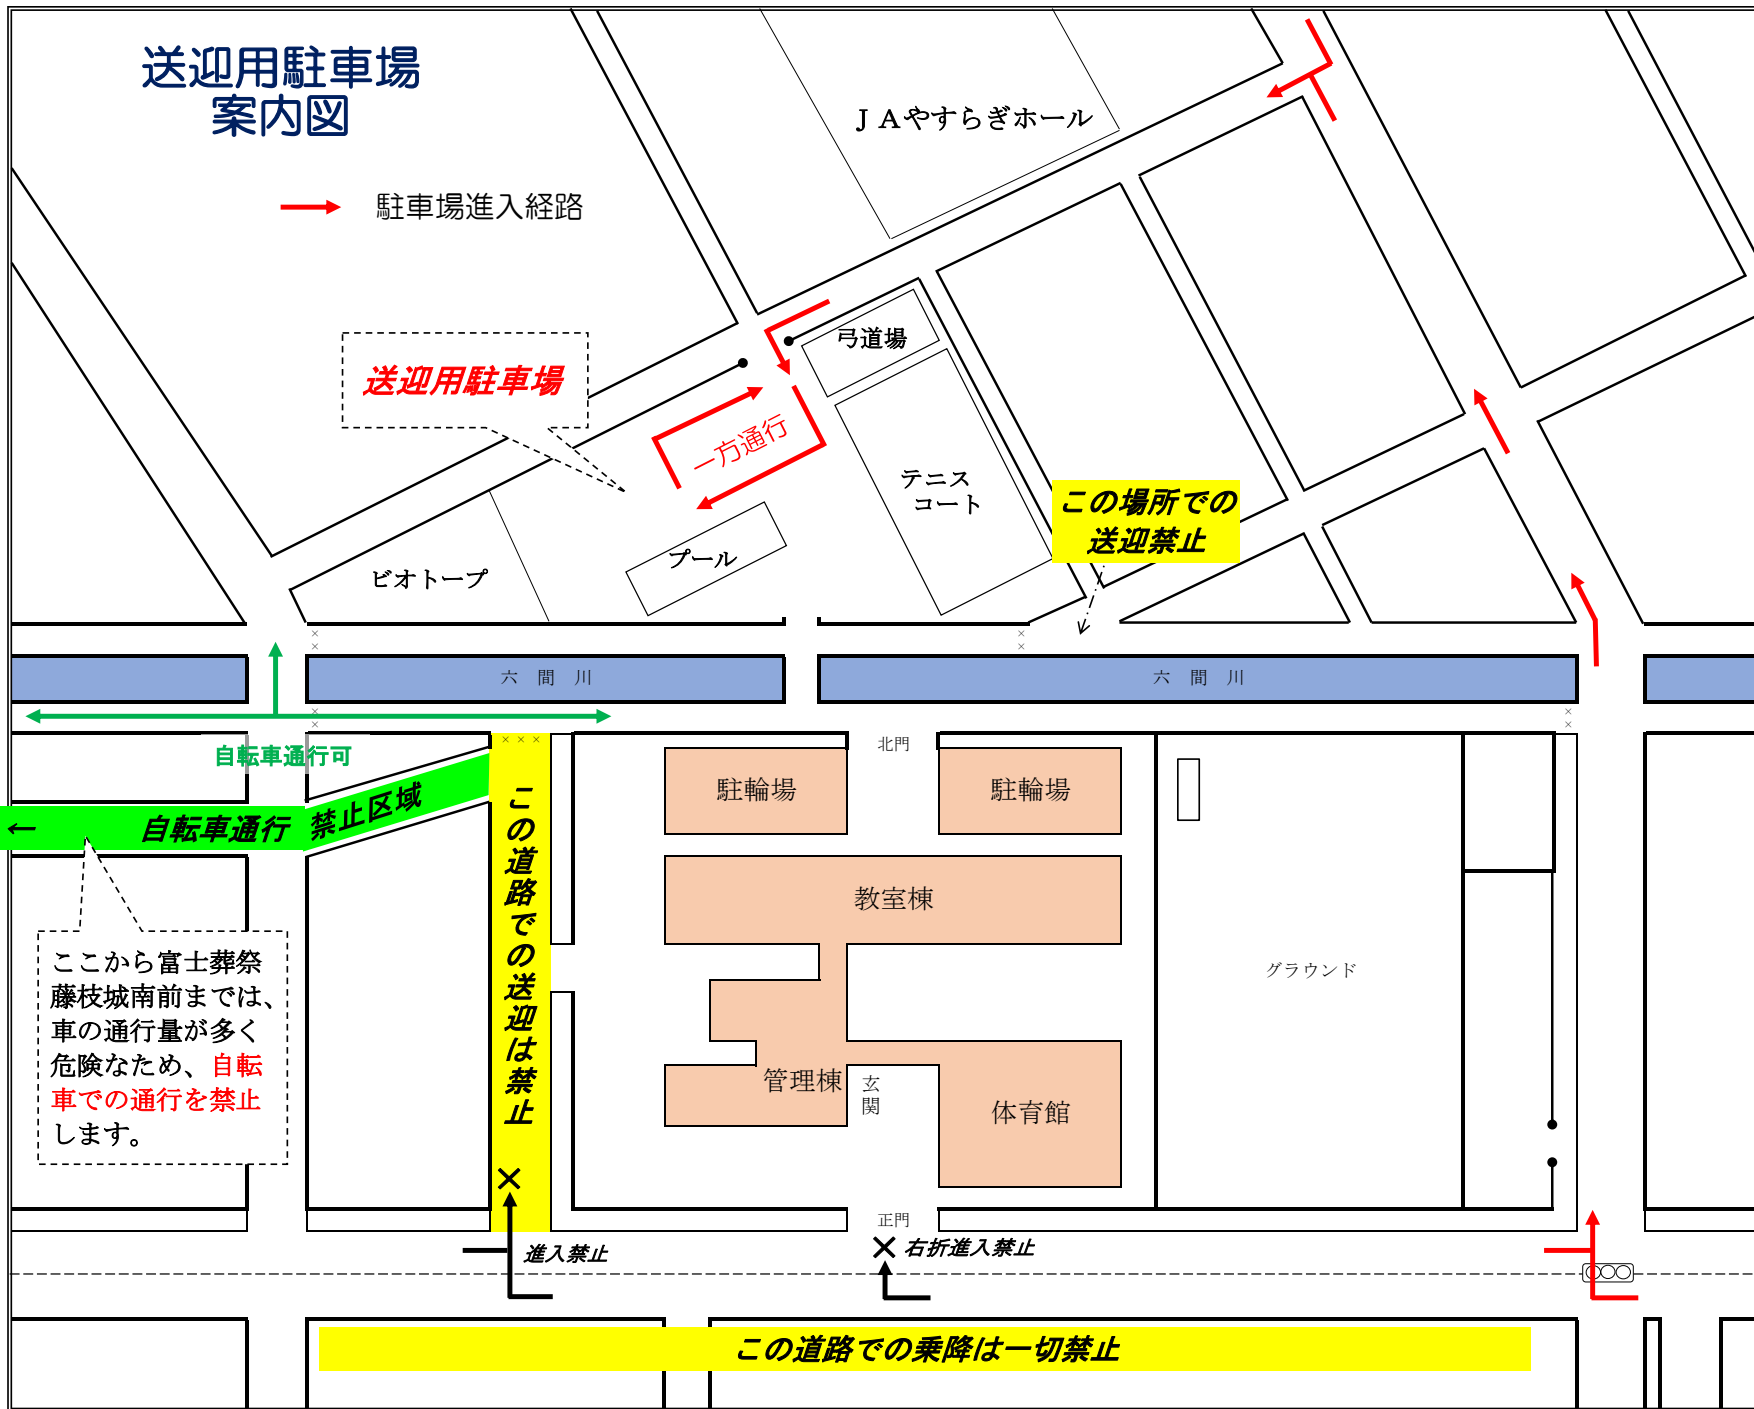 送迎用駐車場
案内図
駐車場進入経路
ＪＡやすらぎホール
送迎用駐車場
弓道場
一方通行
テニス
コート
この場所での
送迎禁止
プール
ビオトープ
六　間　川
六　間　川
自転車通行可
北門
駐輪場
駐輪場
← 自転車通行 禁止区域
この道路での送迎は禁止
教室棟
グラウンド
ここから富士葬祭
藤枝城南前までは、
車の通行量が多く
危険なため、自転
車での通行を禁止
します。
管理棟
玄関
体育館
正門
進入禁止
右折進入禁止
この道路での乗降は一切禁止